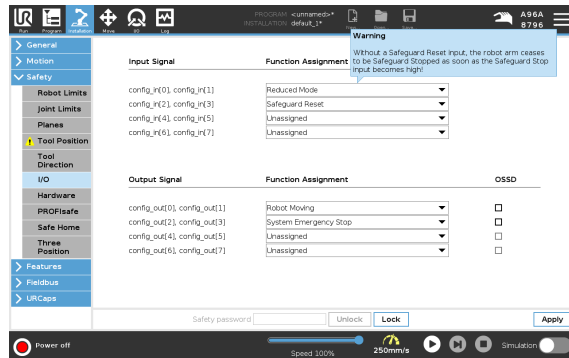 UR
Run
Program
Installation
Move
I/O
Log
PROGRAM <unnamed>*
INSTALLATION default_1*
A96A
8796
Warning
Without a Safeguard Reset input, the robot arm ceases
to be Safeguard Stopped as soon as the Safeguard Stop
input becomes high!
General
Motion
Safety
Robot Limits
Joint Limits
Planes
Tool Position
Tool
Direction
I/O
Hardware
PROFIsafe
Safe Home
Three
Position
Features
Fieldbus
URCaps
Input Signal Function Assignment
config_in[0], config_in[1] Reduced Mode
config_in[2], config_in[3] Safeguard Reset
config_in[4], config_in[5] Unassigned
config_in[6], config_in[7] Unassigned
Output Signal Function Assignment OSSD
config_out[0], config_out[1] Robot Moving
config_out[2], config_out[3] System Emergency Stop
config_out[4], config_out[5] Unassigned
config_out[6], config_out[7] Unassigned
Safety password Unlock Lock Apply
Power off
Speed 100%
250mm/s
Simulation